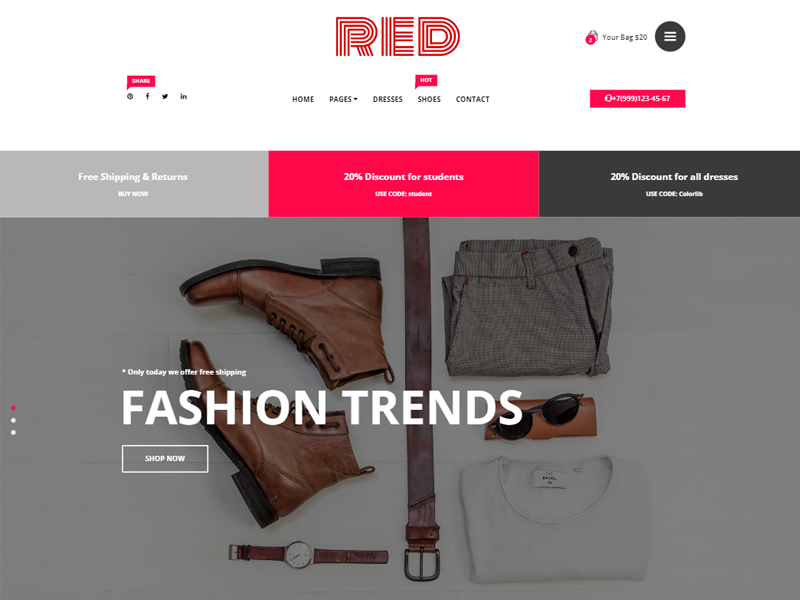 RED
2
Your Bag $20
SHARE
HOT
HOME PAGES DRESSES SHOES CONTACT
+7(999)123-45-67
Free Shipping & Returns
BUY NOW
20% Discount for students
USE CODE: student
20% Discount for all dresses
USE CODE: Colorlib
* Only today we offer free shipping
FASHION TRENDS
SHOP NOW
BASEL